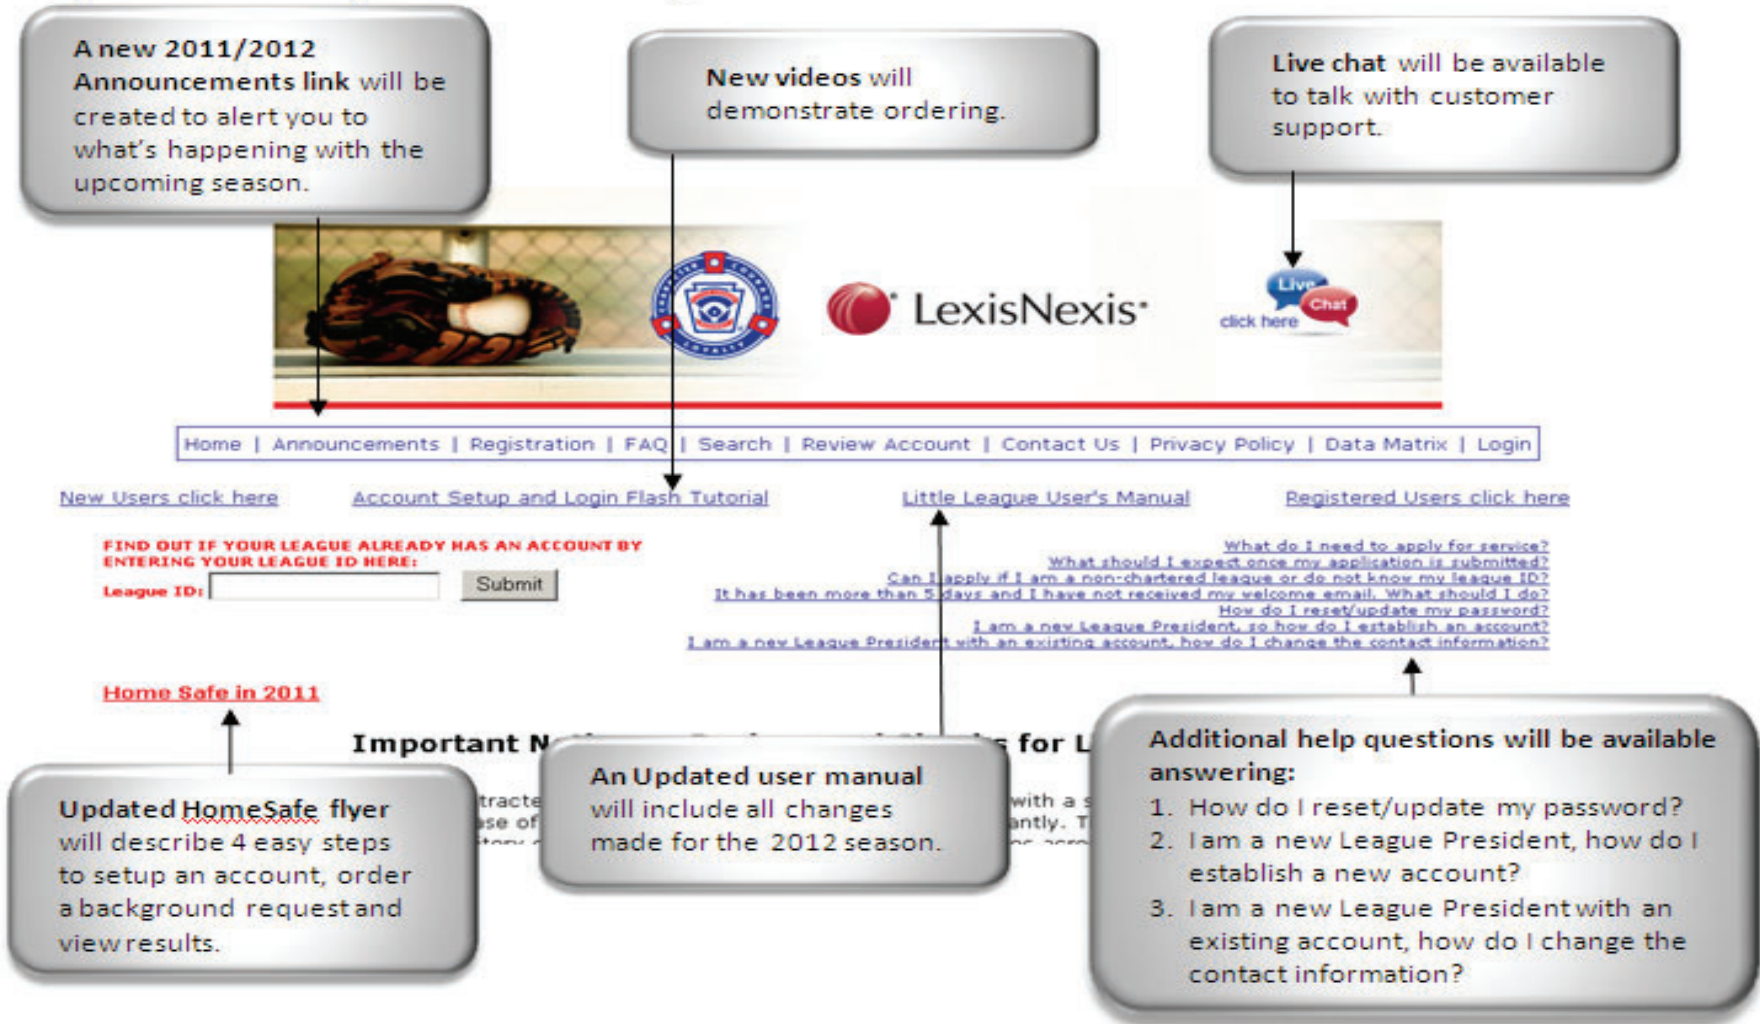 A new 2011/2012
Announcements link will be
created to alert you to
what's happening with the
upcoming season.
New videos will
demonstrate ordering.
Live chat will be available
to talk with customer
support.
CHARACTER COURAGE
LOYALTY
LexisNexis
Live
Chat
click here
Home | Announcements | Registration | FAQ | Search | Review Account | Contact Us | Privacy Policy | Data Matrix | Login
New Users click here
Account Setup and Login Flash Tutorial
Little League User's Manual
Registered Users click here
FIND OUT IF YOUR LEAGUE ALREADY HAS AN ACCOUNT BY
ENTERING YOUR LEAGUE ID HERE:
League ID:
Submit
What do I need to apply for service?
What should I expect once my application is submitted?
Can I apply if I am a non-chartered league or do not know my league ID?
It has been more than 5 days and I have not received my welcome email. What should I do?
How do I reset/update my password?
I am a new League President, so how do I establish an account?
I am a new League President with an existing account, how do I change the contact information?
Home Safe in 2011
Important
for
Updated HomeSafe flyer
will describe 4 easy steps
to setup an account, order
a background request and
view results.
An Updated user manual
will include all changes
made for the 2012 season.
with a
Additional help questions will be available
answering:
1. How do I reset/update my password?
2. I am a new League President, how do I
establish a new account?
3. I am a new League President with an
existing account, how do I change the
contact information?